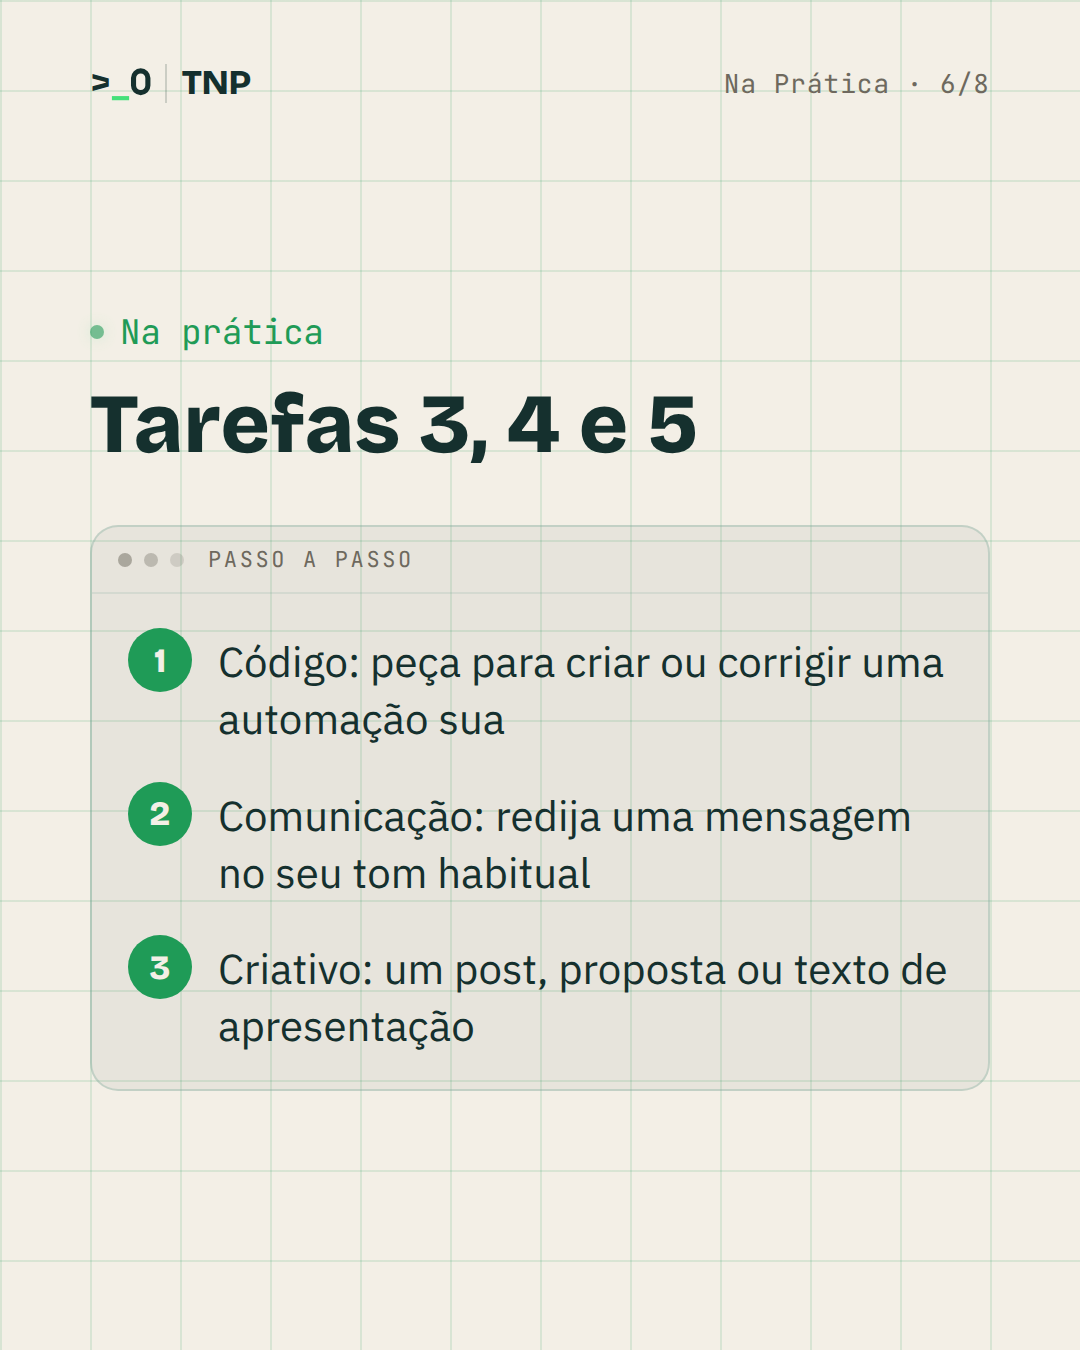 >_O | TNP
Na Prática · 6/8
Na prática
Tarefas 3, 4 e 5
PASSO A PASSO
1 Código: peça para criar ou corrigir uma
automação sua
2 Comunicação: redija uma mensagem
no seu tom habitual
3 Criativo: um post, proposta ou texto de
apresentação